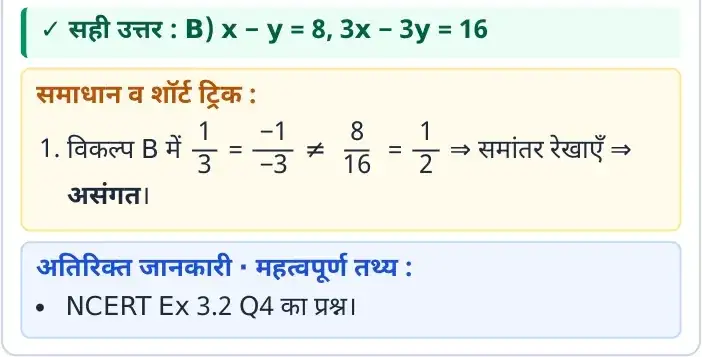 ✓ सही उत्तर : B) x − y = 8, 3x − 3y = 16
समाधान व शॉर्ट ट्रिक :
1. विकल्प B में 1/3 = −1/−3 ≠ 8/16 = 1/2 ⇒ समांतर रेखाएँ ⇒
असंगत।
अतिरिक्त जानकारी · महत्वपूर्ण तथ्य :
• NCERT Ex 3.2 Q4 का प्रश्न।